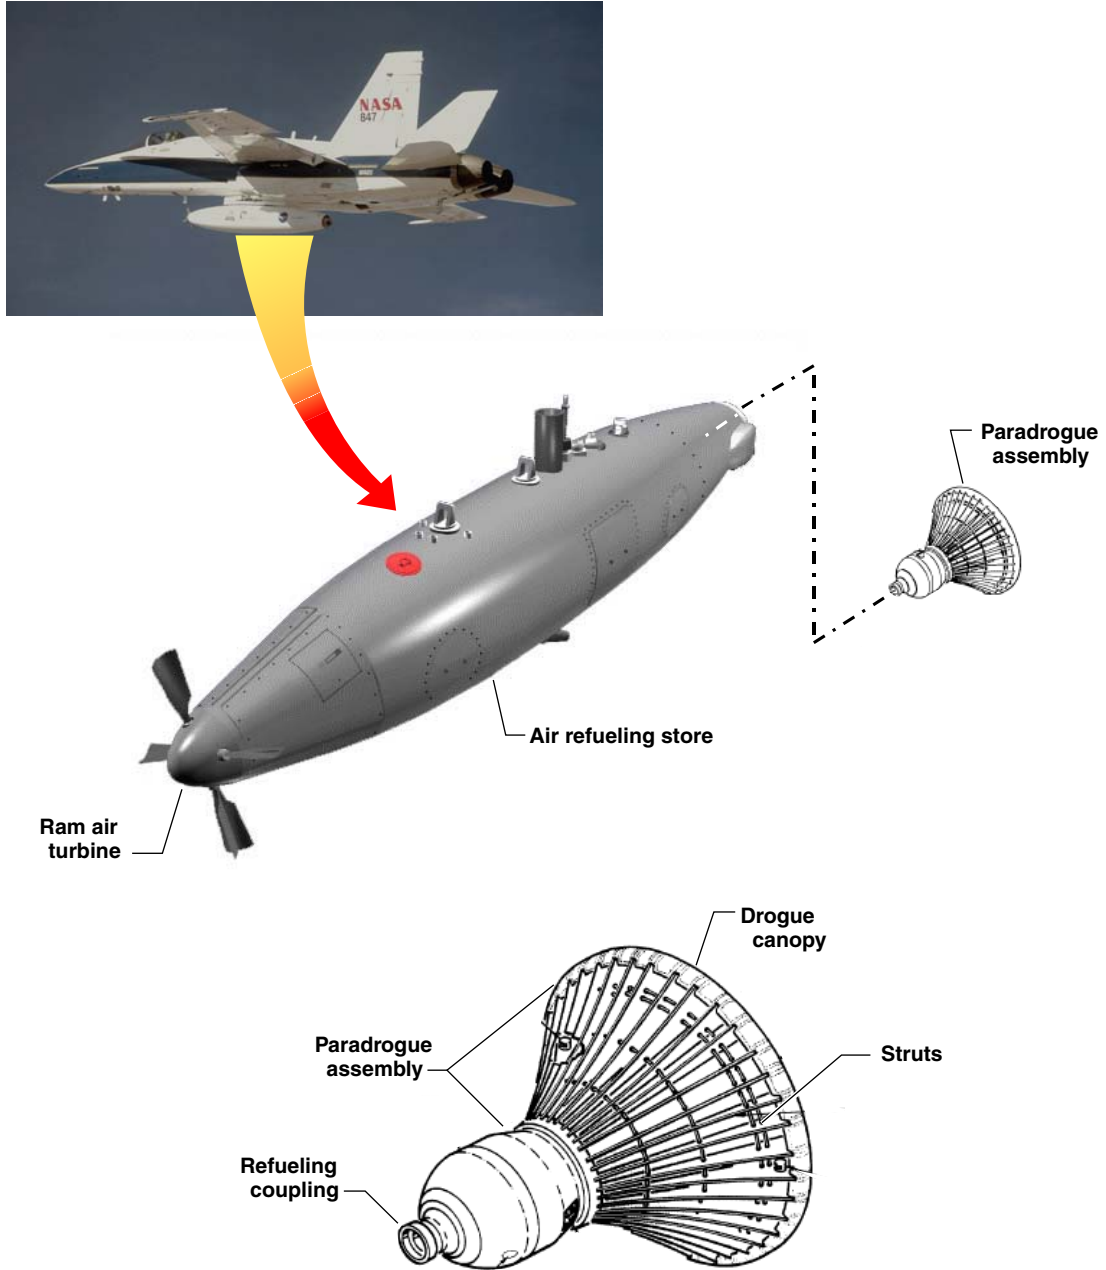 NASA
847
Paradrogue
assembly
Air refueling store
Ram air
turbine
Drogue
canopy
Paradrogue
assembly
Struts
Refueling
coupling